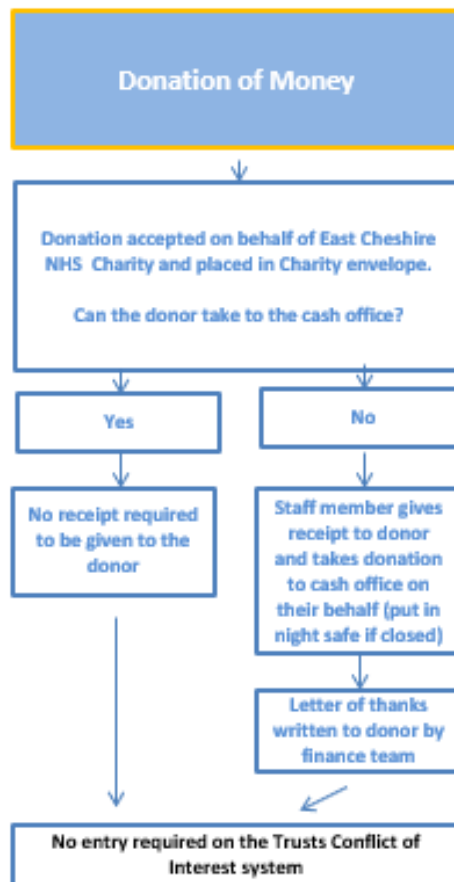 Donation of Money
Donation accepted on behalf of East Cheshire
NHS Charity and placed in Charity envelope.
Can the donor take to the cash office?
Yes
No
No receipt required
to be given to the
donor
Staff member gives
receipt to donor
and takes donation
to cash office on
their behalf (put in
night safe if closed)
Letter of thanks
written to donor by
finance team
No entry required on the Trusts Conflict of
Interest system